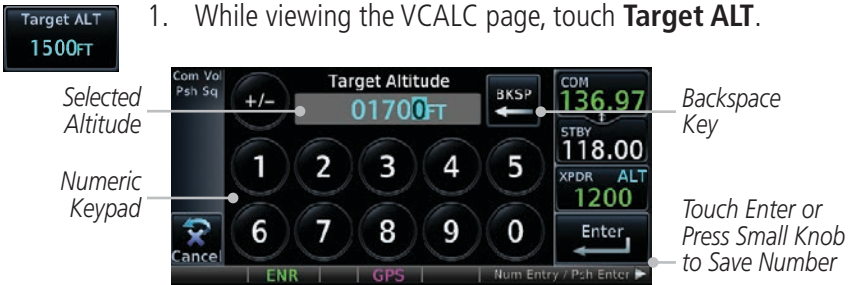 Target ALT
1500FT
1. While viewing the VCALC page, touch Target ALT.
Com Vol
Psh Sq
+/-
Target Altitude
01700FT
BKSP
COM
136.97
STBY
118.00
XPDR ALT
1200
Selected
Altitude
Backspace
Key
1 2 3 4 5
Numeric
Keypad
6 7 8 9 0
Enter
Cancel
Touch Enter or
Press Small Knob
to Save Number
ENR GPS Num Entry / Psh Enter